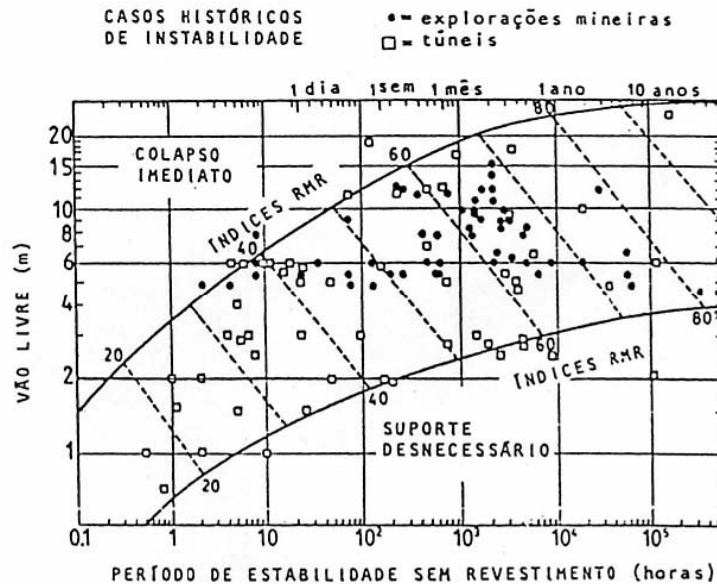 CASOS HISTÓRICOS
DE INSTABILIDADE
• = explorações mineiras
□ = túneis
1 dia 1 sem 1 mês 1 ano 10 anos
80
20
COLAPSO
IMEDIATO
60
15
ÍNDICES RMR
10
8
40
6
4
80
20
60
ÍNDICES RMR
2
40
SUPORTE
DESNECESSÁRIO
1
20
0.1 1 10 10² 10³ 10⁴ 10⁵
VÃO LIVRE (m)
PERÍODO DE ESTABILIDADE SEM REVESTIMENTO (horas)